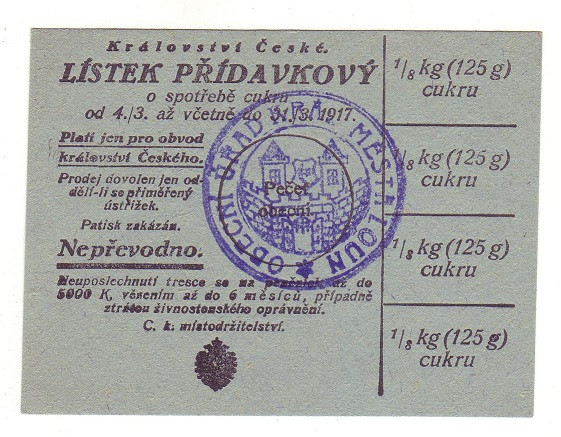 Království České.
LÍSTEK PŘÍDAVKOVÝ
o spotřebě cukru
od 4./3. až včetně do 31./3. 1917.
Platí jen pro obvod
království Českého.
Prodej dovolen jen od-
dělí-li se přiměřený
ústřižek.
Patisk zakázán.
Nepřevodno.
Neuposlechnutí tresce se na penězích až do
5000 K, vězením až do 6 měsíců, případně
ztrátou živnostenského oprávnění.
C. k. místodržitelství.
Pečeť
obecní.
OBECNÍ ÚŘAD MĚSTA LOUN
1/8 kg (125 g)
cukru
1/8 kg (125 g)
cukru
1/8 kg (125 g)
cukru
1/8 kg (125 g)
cukru